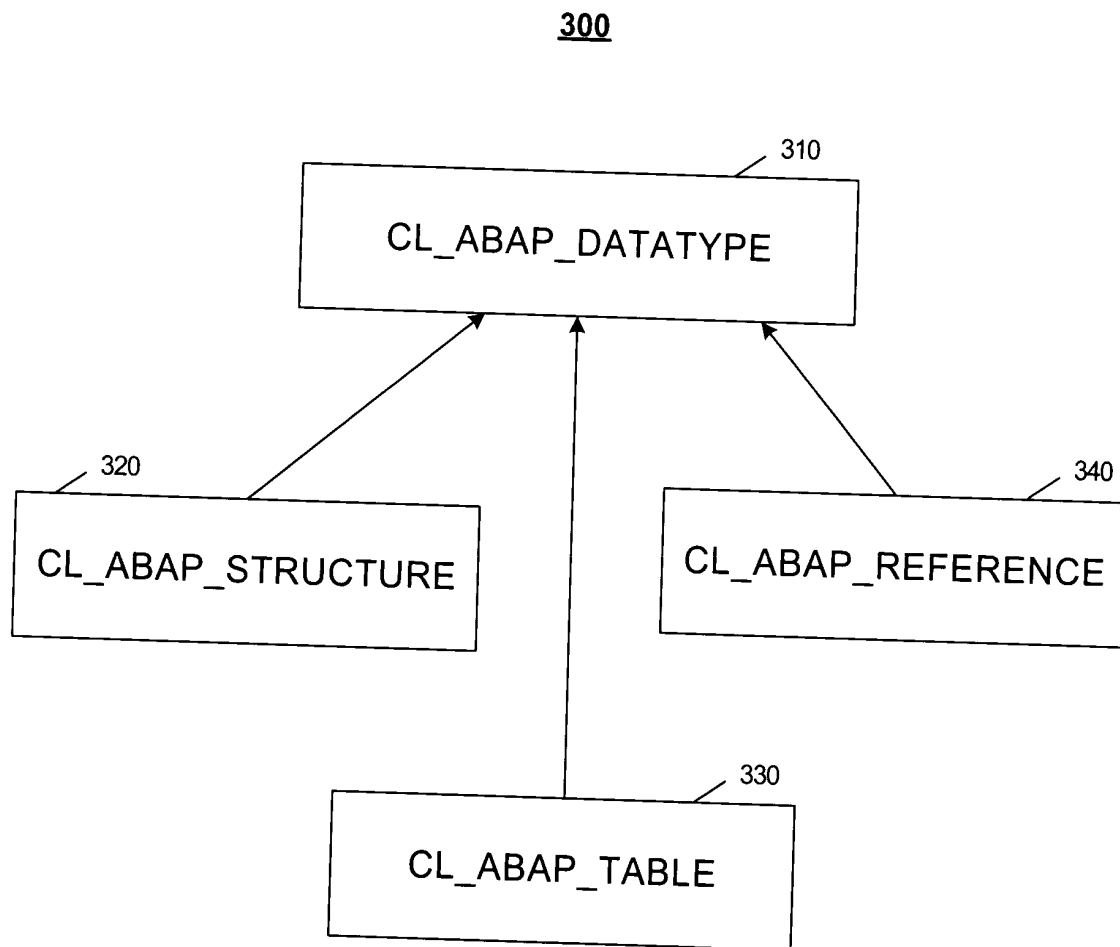 300
310
CL_ABAP_DATATYPE
320
340
CL_ABAP_STRUCTURE
CL_ABAP_REFERENCE
330
CL_ABAP_TABLE